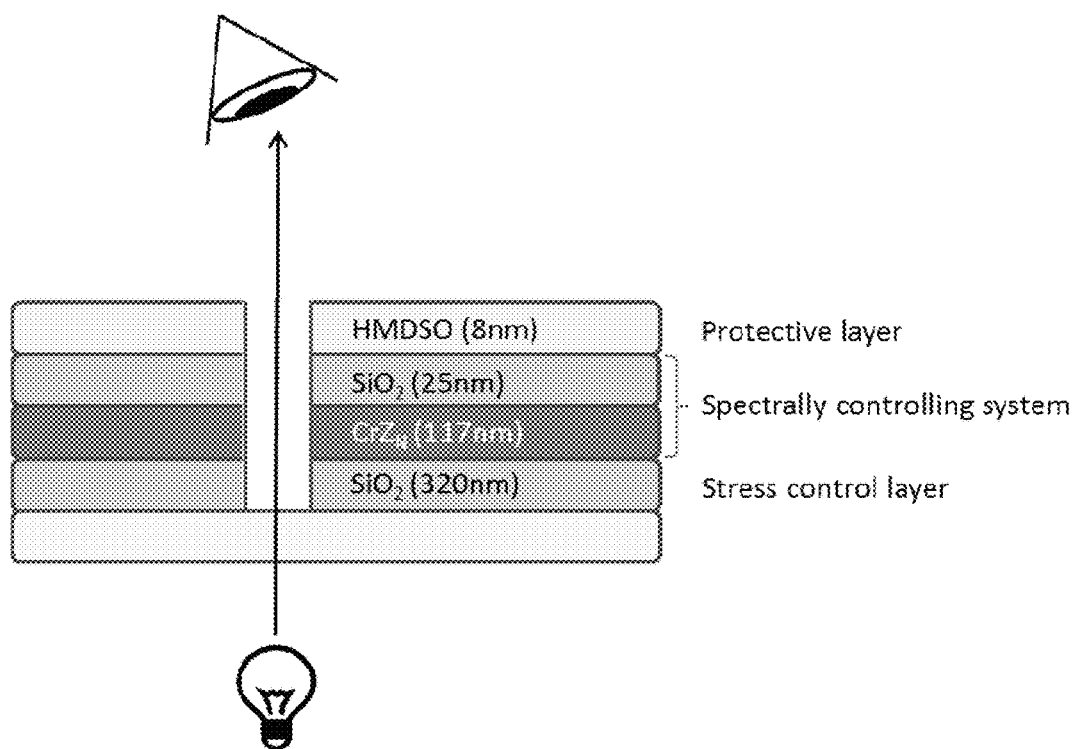 HMDSO (8nm)
Protective layer
SiO₂ (25nm)
Spectrally controlling system
(117nm)
SiO₂ (320nm)
Stress control layer